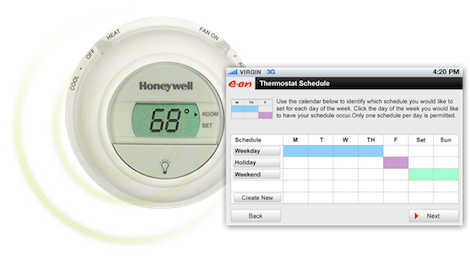 COOL
OFF
HEAT
FAN ON
Honeywell
68°
ROOM
SET
VIRGIN 3G 4:20 PM
e·on Thermostat Schedule
M TH F
Use the calendar below to identify which schedule you would like to
set for each day of the week. Click the day of the week you would like
to have your schedule occur.Only one schedule per day is permitted.
Schedule M T W TH F Sat Sun
Weekday
Holiday
Weekend
Create New
Back Next